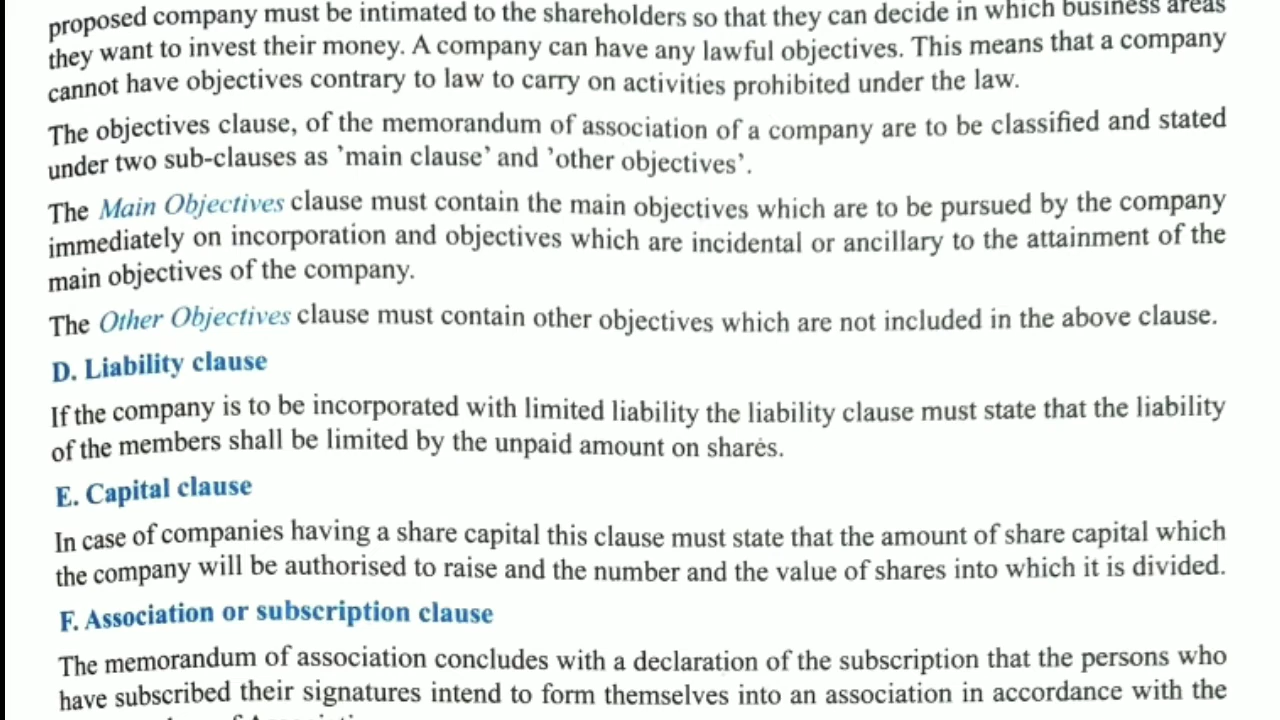 proposed company must be intimated to the shareholders so that they can decide in which business areas
they want to invest their money. A company can have any lawful objectives. This means that a company
cannot have objectives contrary to law to carry on activities prohibited under the law.
The objectives clause, of the memorandum of association of a company are to be classified and stated
under two sub-clauses as ’main clause’ and ’other objectives’.
The Main Objectives clause must contain the main objectives which are to be pursued by the company
immediately on incorporation and objectives which are incidental or ancillary to the attainment of the
main objectives of the company.
The Other Objectives clause must contain other objectives which are not included in the above clause.
D. Liability clause
If the company is to be incorporated with limited liability the liability clause must state that the liability
of the members shall be limited by the unpaid amount on shares.
E. Capital clause
In case of companies having a share capital this clause must state that the amount of share capital which
the company will be authorised to raise and the number and the value of shares into which it is divided.
F. Association or subscription clause
The memorandum of association concludes with a declaration of the subscription that the persons who
have subscribed their signatures intend to form themselves into an association in accordance with the